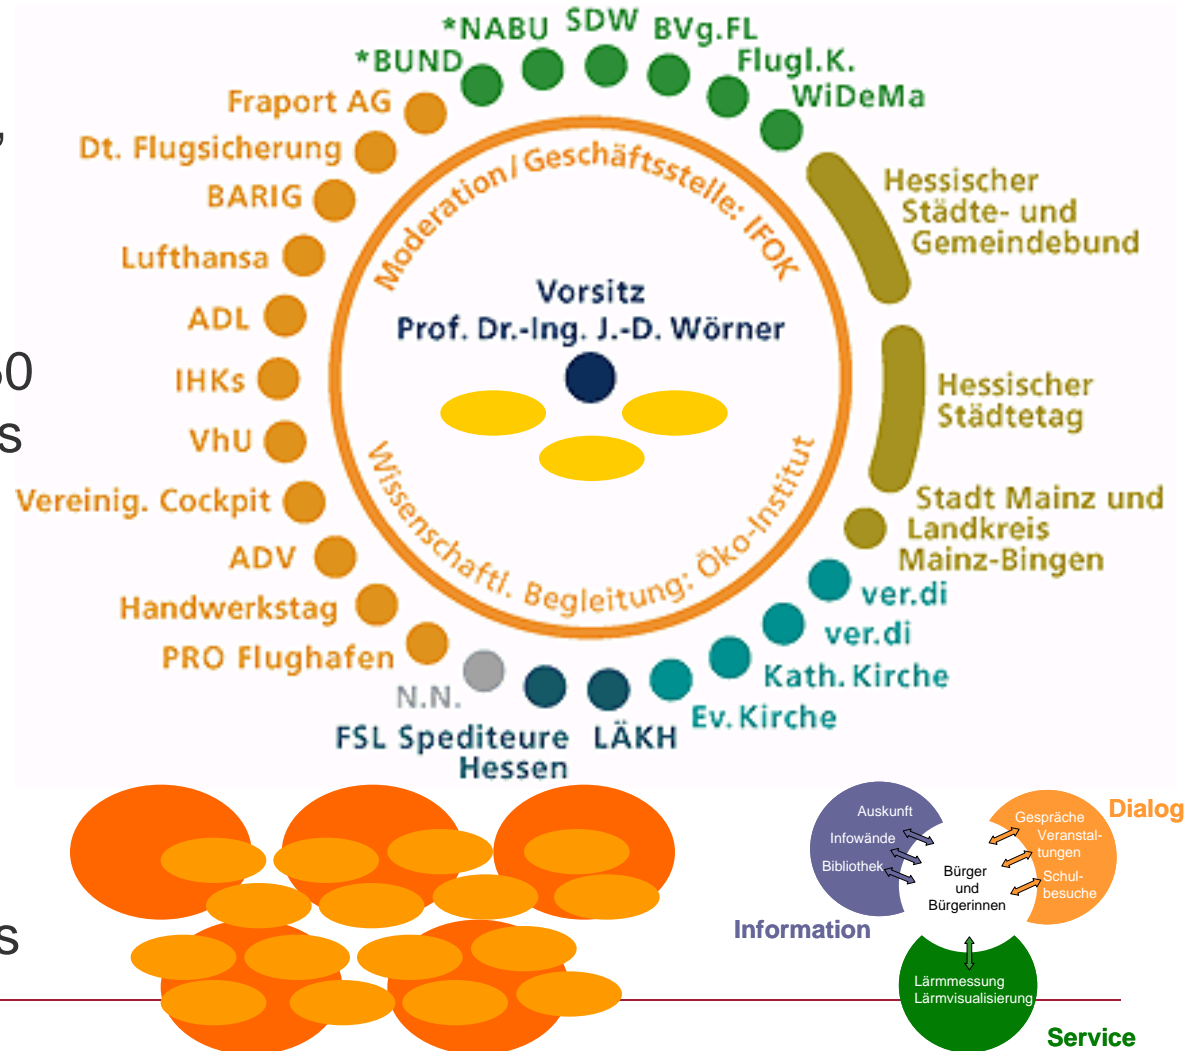 *NABU
SDW
BVg.FL
*BUND
Flugl.K.
WiDeMa
Fraport AG
Dt. Flugsicherung
BARIG
Lufthansa
ADL
IHKs
VhU
Vereinig. Cockpit
ADV
Handwerkstag
PRO Flughafen
N.N.
FSL Spediteure
Hessen
LÄKH
Ev. Kirche
Kath. Kirche
ver.di
ver.di
Stadt Mainz und
Landkreis
Mainz-Bingen
Hessischer
Städtetag
Hessischer
Städte- und
Gemeindebund
Moderation/Geschäftsstelle: IFOK
Vorsitz
Prof. Dr.-Ing. J.-D. Wörner
Wissenschaftl. Begleitung: Öko-Institut
Auskunft
Infowände
Bibliothek
Information
Bürger
und
Bürgerinnen
Dialog
Gespräche
Veranstal-
tungen
Schul-
besuche
Lärmmessung
Lärmvisualisierung
Service